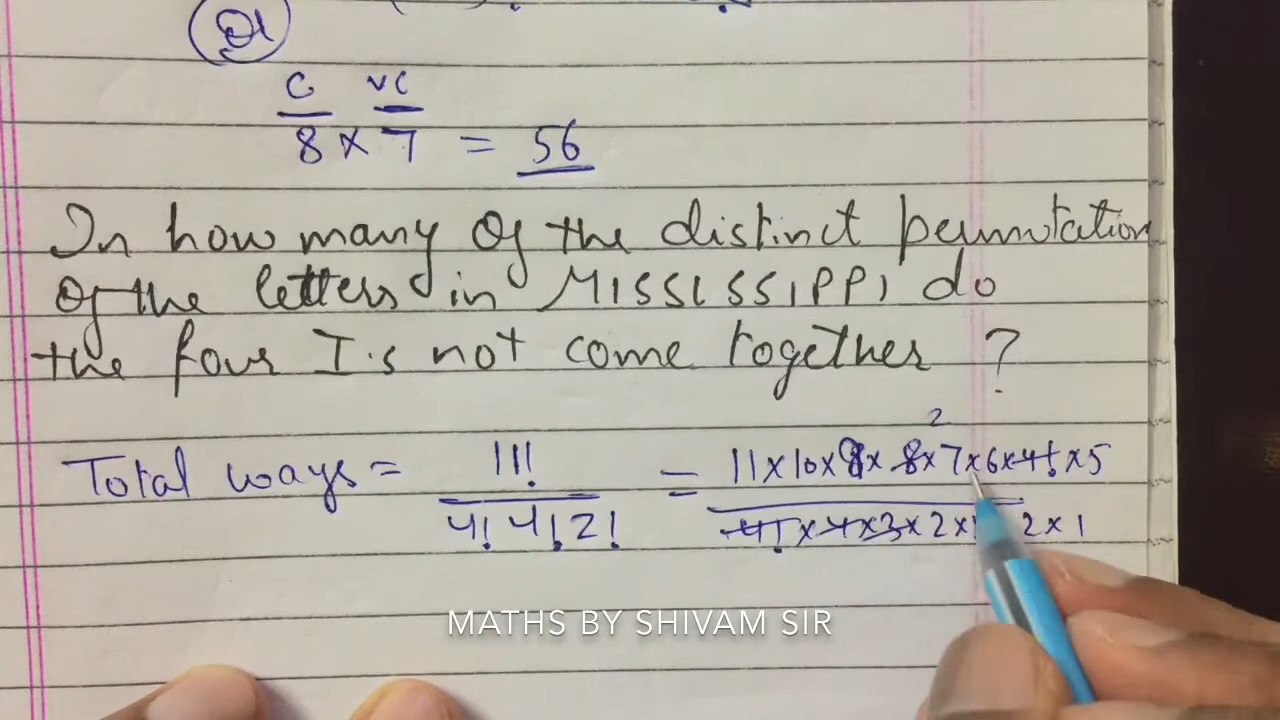 Q1
C VC
8 × 7 = 56
In how many of the distinct permutation
of the letters in MISSISSIPPI do
the four I's not come together ?
2
Total ways = 11! / 4! 4! 2! = 11×10×9×8×7×6×4!×5 / 4!×4×3×2×1 2×1
MATHS BY SHIVAM SIR